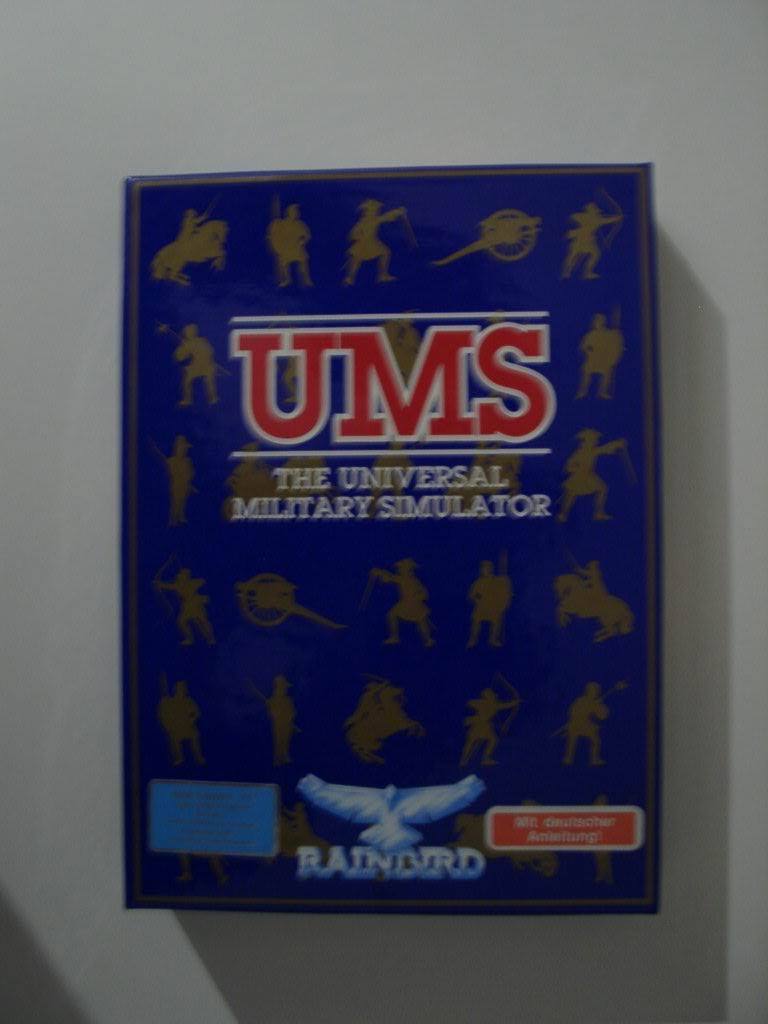 UMS
THE UNIVERSAL
MILITARY SIMULATOR
RAINBIRD
Mit deutscher
Anleitung!